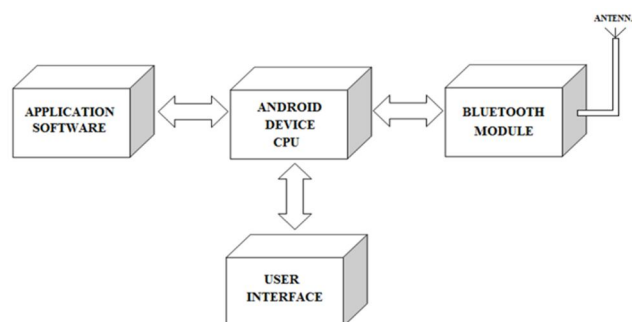 ANTENNA
APPLICATION
SOFTWARE
ANDROID
DEVICE
CPU
BLUETOOTH
MODULE
USER
INTERFACE